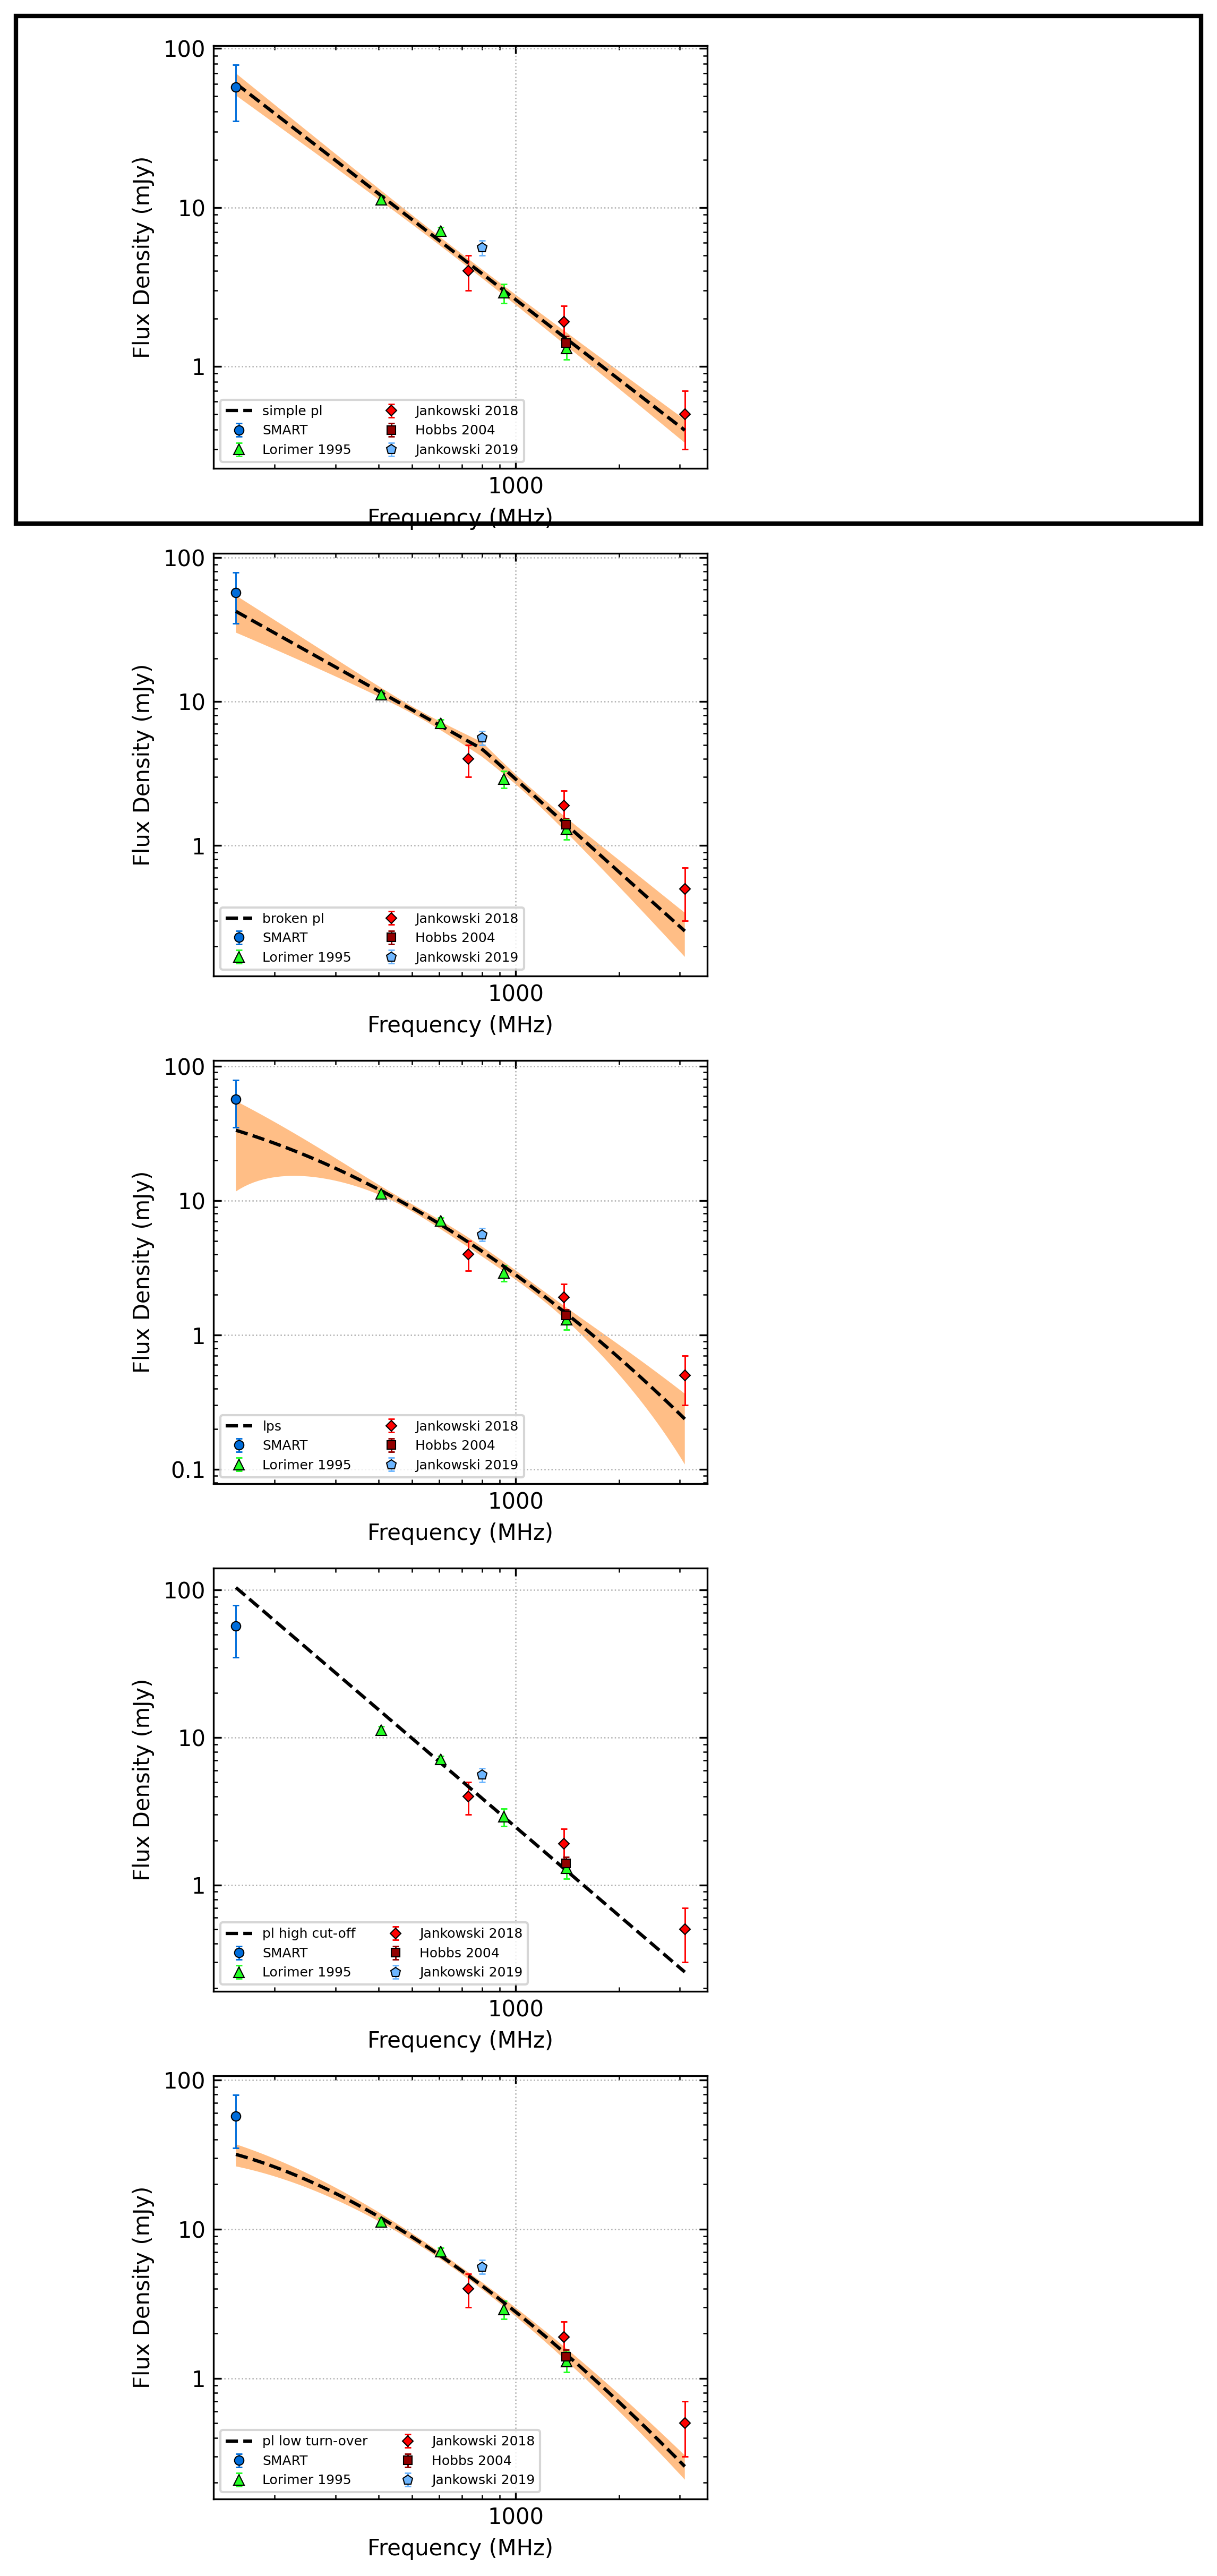 100
10
1
Flux Density (mJy)
simple pl
SMART
Lorimer 1995
Jankowski 2018
Hobbs 2004
Jankowski 2019
1000
Frequency (MHz)
100
10
1
Flux Density (mJy)
broken pl
SMART
Lorimer 1995
Jankowski 2018
Hobbs 2004
Jankowski 2019
1000
Frequency (MHz)
100
10
1
0.1
Flux Density (mJy)
lps
SMART
Lorimer 1995
Jankowski 2018
Hobbs 2004
Jankowski 2019
1000
Frequency (MHz)
100
10
1
Flux Density (mJy)
pl high cut-off
SMART
Lorimer 1995
Jankowski 2018
Hobbs 2004
Jankowski 2019
1000
Frequency (MHz)
100
10
1
Flux Density (mJy)
pl low turn-over
SMART
Lorimer 1995
Jankowski 2018
Hobbs 2004
Jankowski 2019
1000
Frequency (MHz)